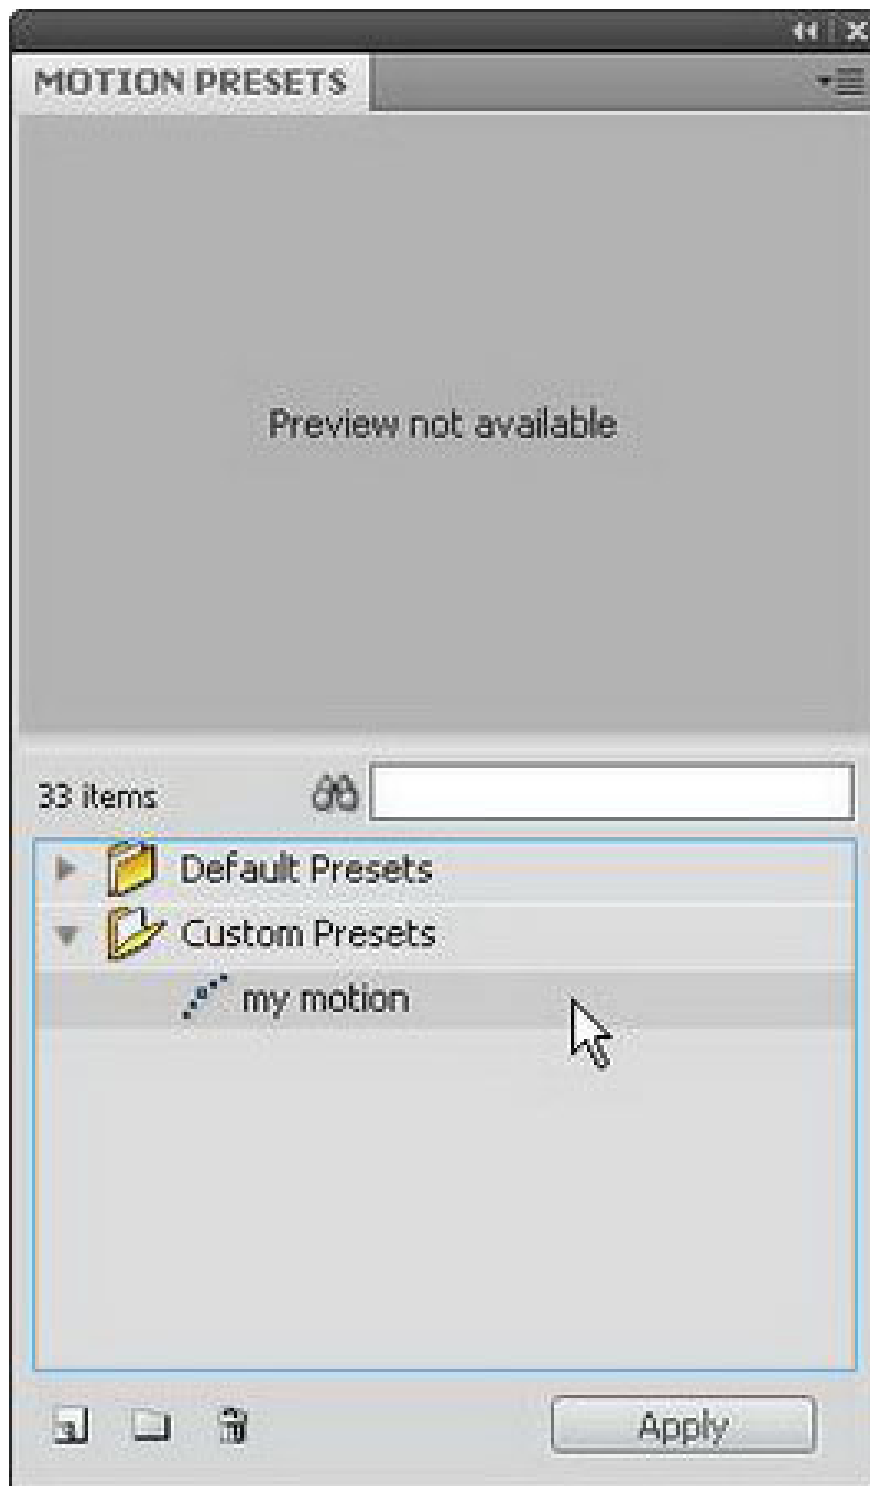 MOTION PRESETS
Preview not available
33 items
Default Presets
Custom Presets
my motion
Apply